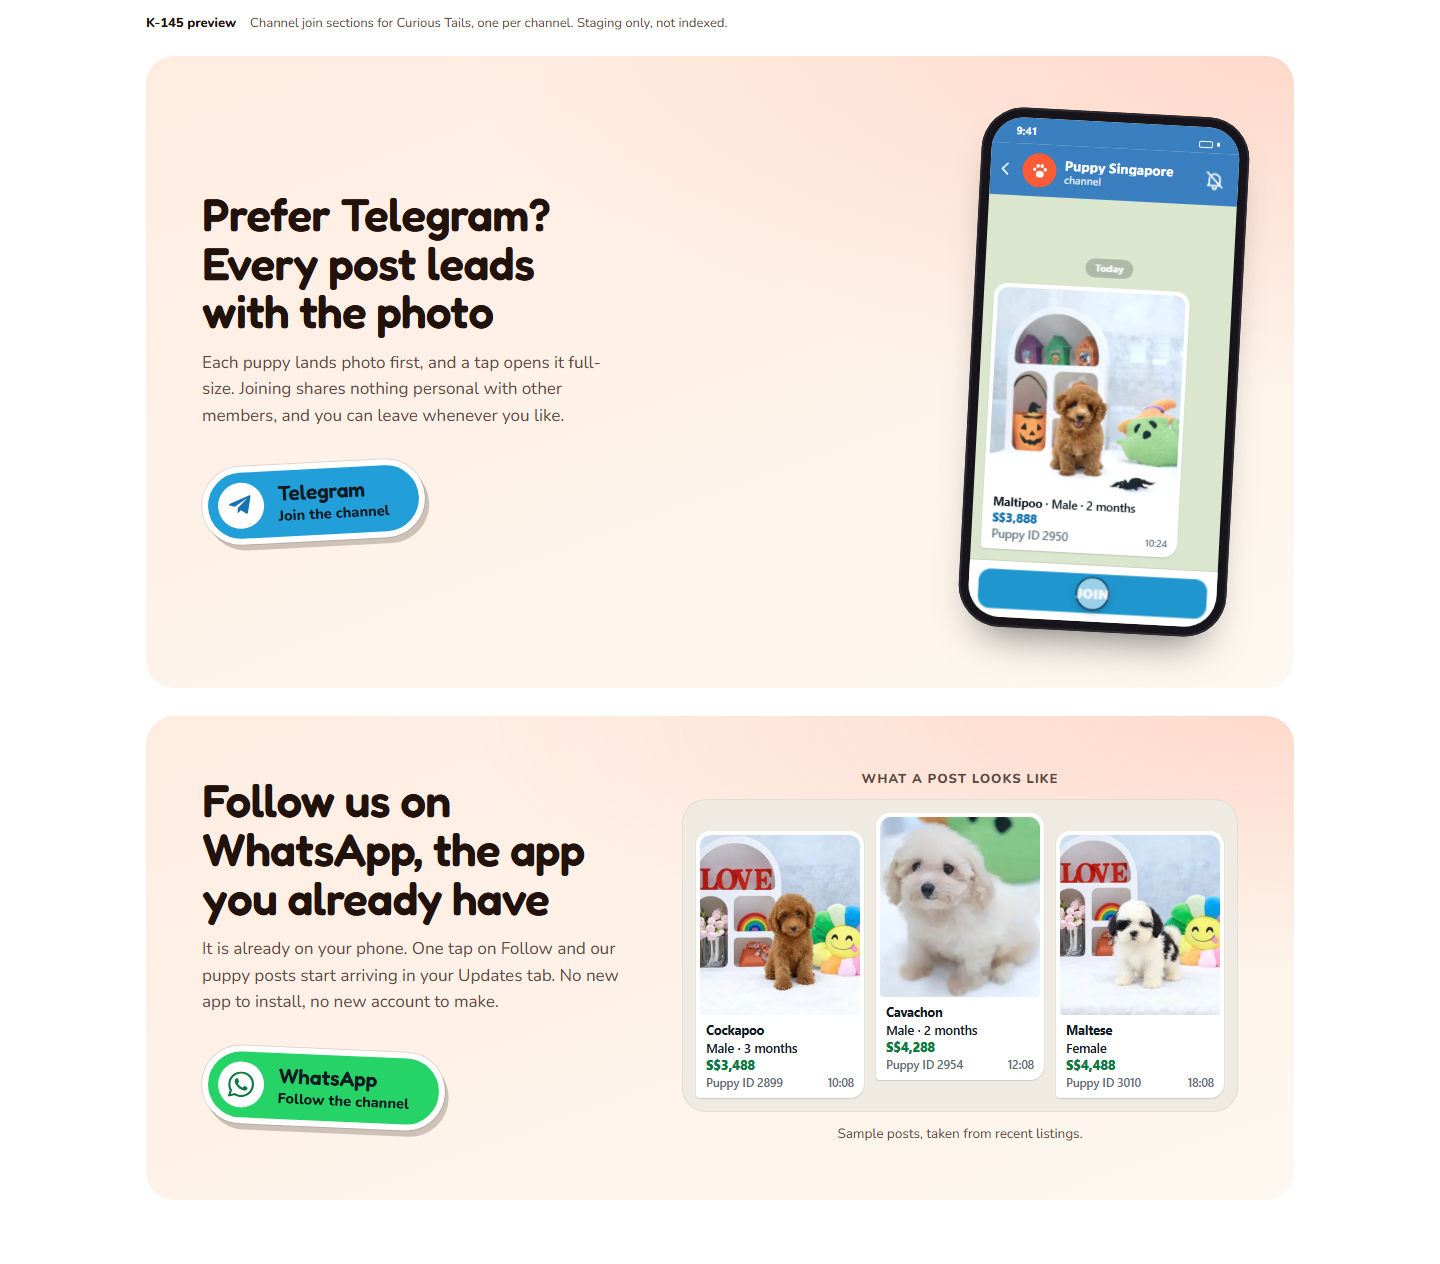 K-145 preview Channel join sections for Curious Tails, one per channel. Staging only, not indexed.
Prefer Telegram?
Every post leads
with the photo
Each puppy lands photo first, and a tap opens it full-
size. Joining shares nothing personal with other
members, and you can leave whenever you like.
Telegram
Join the channel
9:41
Puppy Singapore
channel
Today
Maltipoo · Male · 2 months
S$3,888
Puppy ID 2950
10:24
JOIN
Follow us on
WhatsApp, the app
you already have
It is already on your phone. One tap on Follow and our
puppy posts start arriving in your Updates tab. No new
app to install, no new account to make.
WhatsApp
Follow the channel
WHAT A POST LOOKS LIKE
LOVE
Cockapoo
Male · 3 months
S$3,488
Puppy ID 2899 10:08
Cavachon
Male · 2 months
S$4,288
Puppy ID 2954 12:08
LOVE
Maltese
Female
S$4,488
Puppy ID 3010 18:08
Sample posts, taken from recent listings.